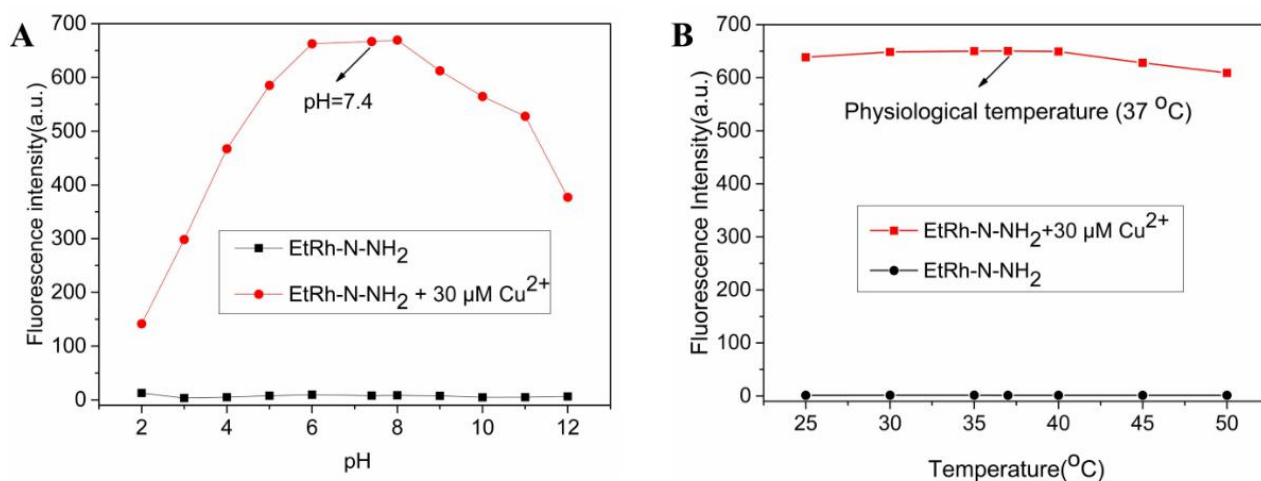 A
Fluorescence intensity(a.u.)
700
600
500
400
300
200
100
0
pH=7.4
EtRh-N-NH2
EtRh-N-NH2 + 30 µM Cu2+
2 4 6 8 10 12
pH
B
Fluorescence Intensity(a.u.)
700
600
500
400
300
200
100
0
Physiological temperature (37 °C)
EtRh-N-NH2+30 µM Cu2+
EtRh-N-NH2
25 30 35 40 45 50
Temperature(°C)